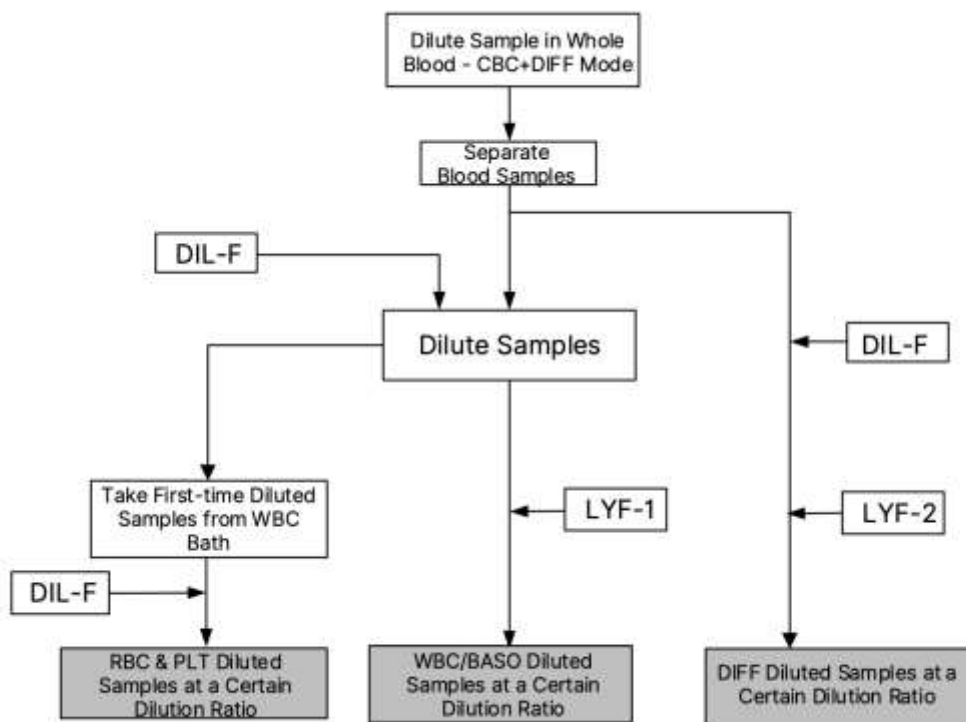 Dilute Sample in Whole
Blood - CBC+DIFF Mode
Separate
Blood Samples
DIL-F
Dilute Samples
DIL-F
Take First-time Diluted
Samples from WBC
Bath
LYF-1
LYF-2
DIL-F
RBC & PLT Diluted
Samples at a Certain
Dilution Ratio
WBC/BASO Diluted
Samples at a Certain
Dilution Ratio
DIFF Diluted Samples at a
Certain Dilution Ratio